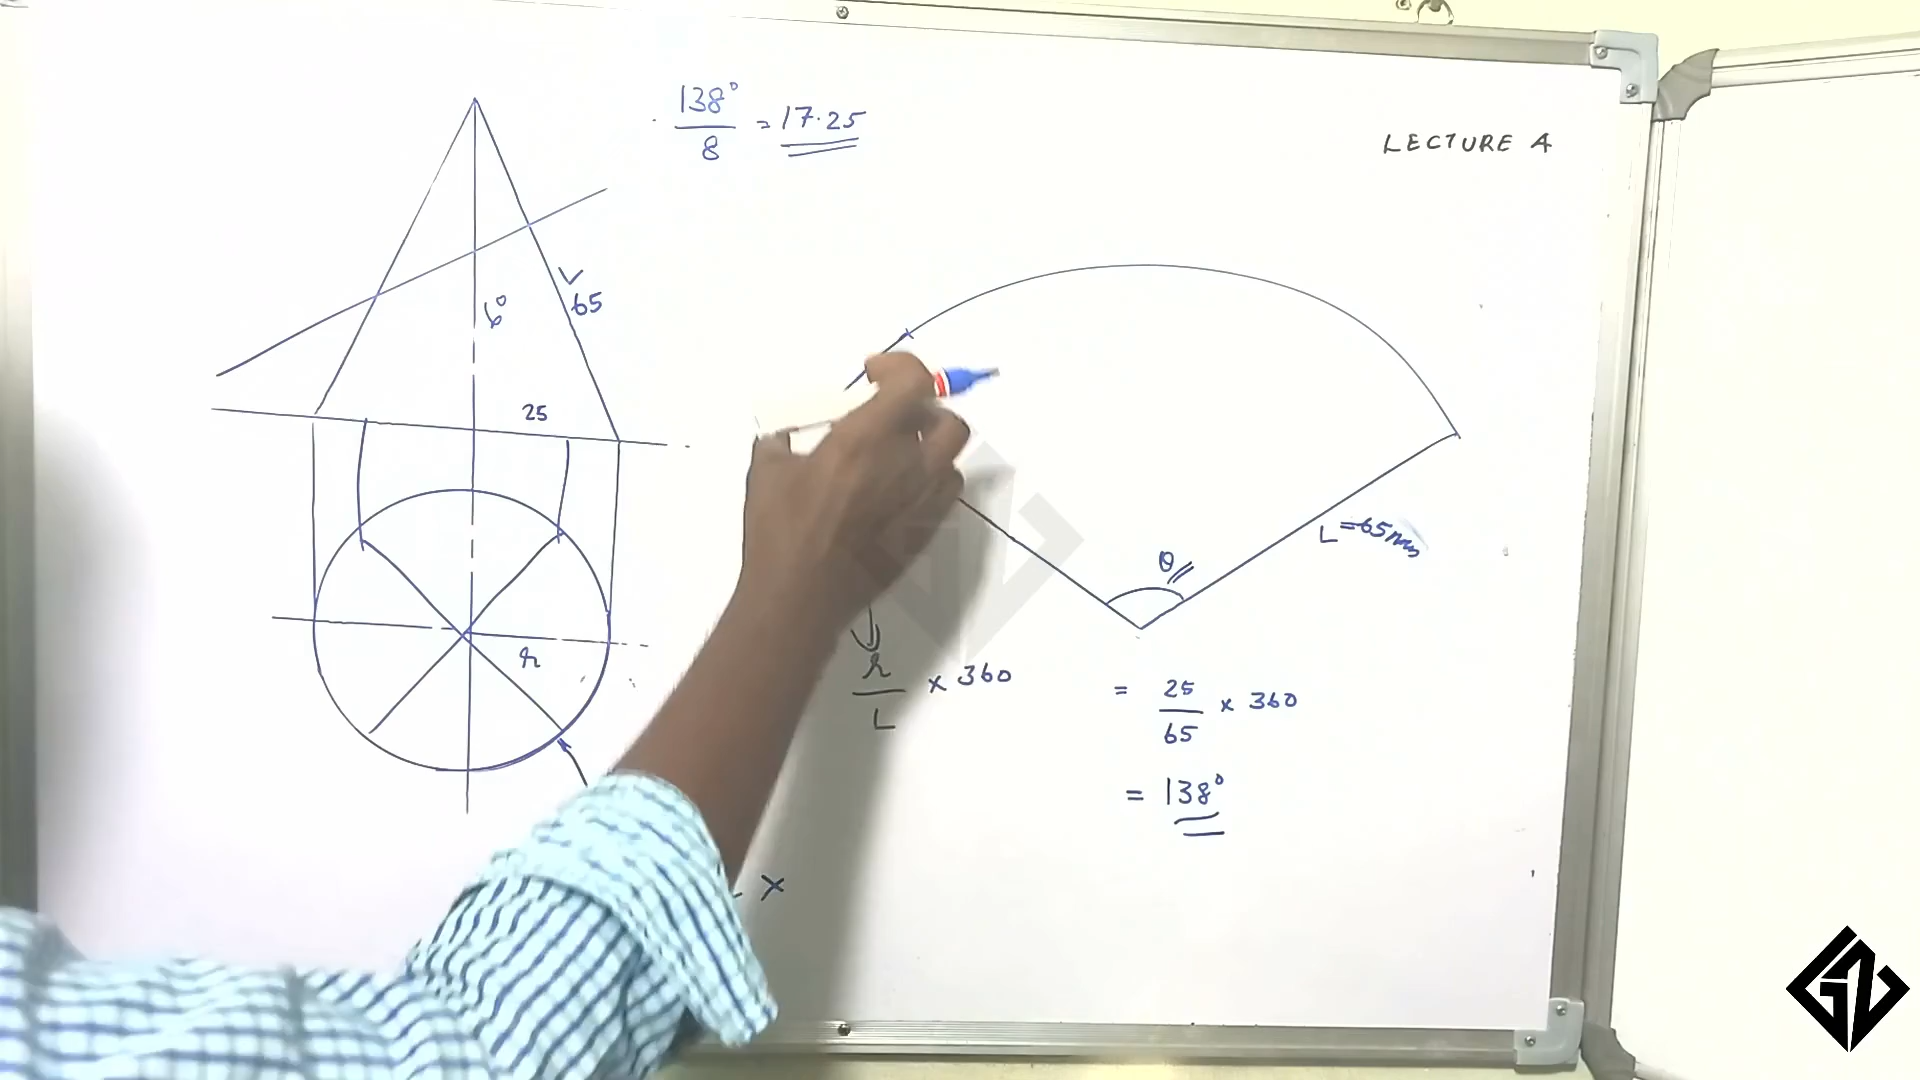 138°
8
= 17.25
LECTURE 4
60
65
25
r
θ
L = 65mm
r
L
× 360
= 25
65
× 360
= 138°
×